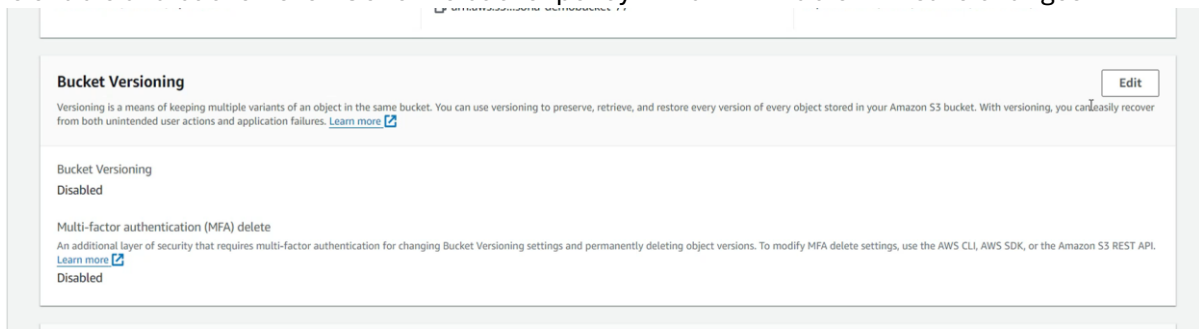 Bucket Versioning
Edit
Versioning is a means of keeping multiple variants of an object in the same bucket. You can use versioning to preserve, retrieve, and restore every version of every object stored in your Amazon S3 bucket. With versioning, you can easily recover
from both unintended user actions and application failures. Learn more
Bucket Versioning
Disabled
Multi-factor authentication (MFA) delete
An additional layer of security that requires multi-factor authentication for changing Bucket Versioning settings and permanently deleting object versions. To modify MFA delete settings, use the AWS CLI, AWS SDK, or the Amazon S3 REST API.
Learn more
Disabled